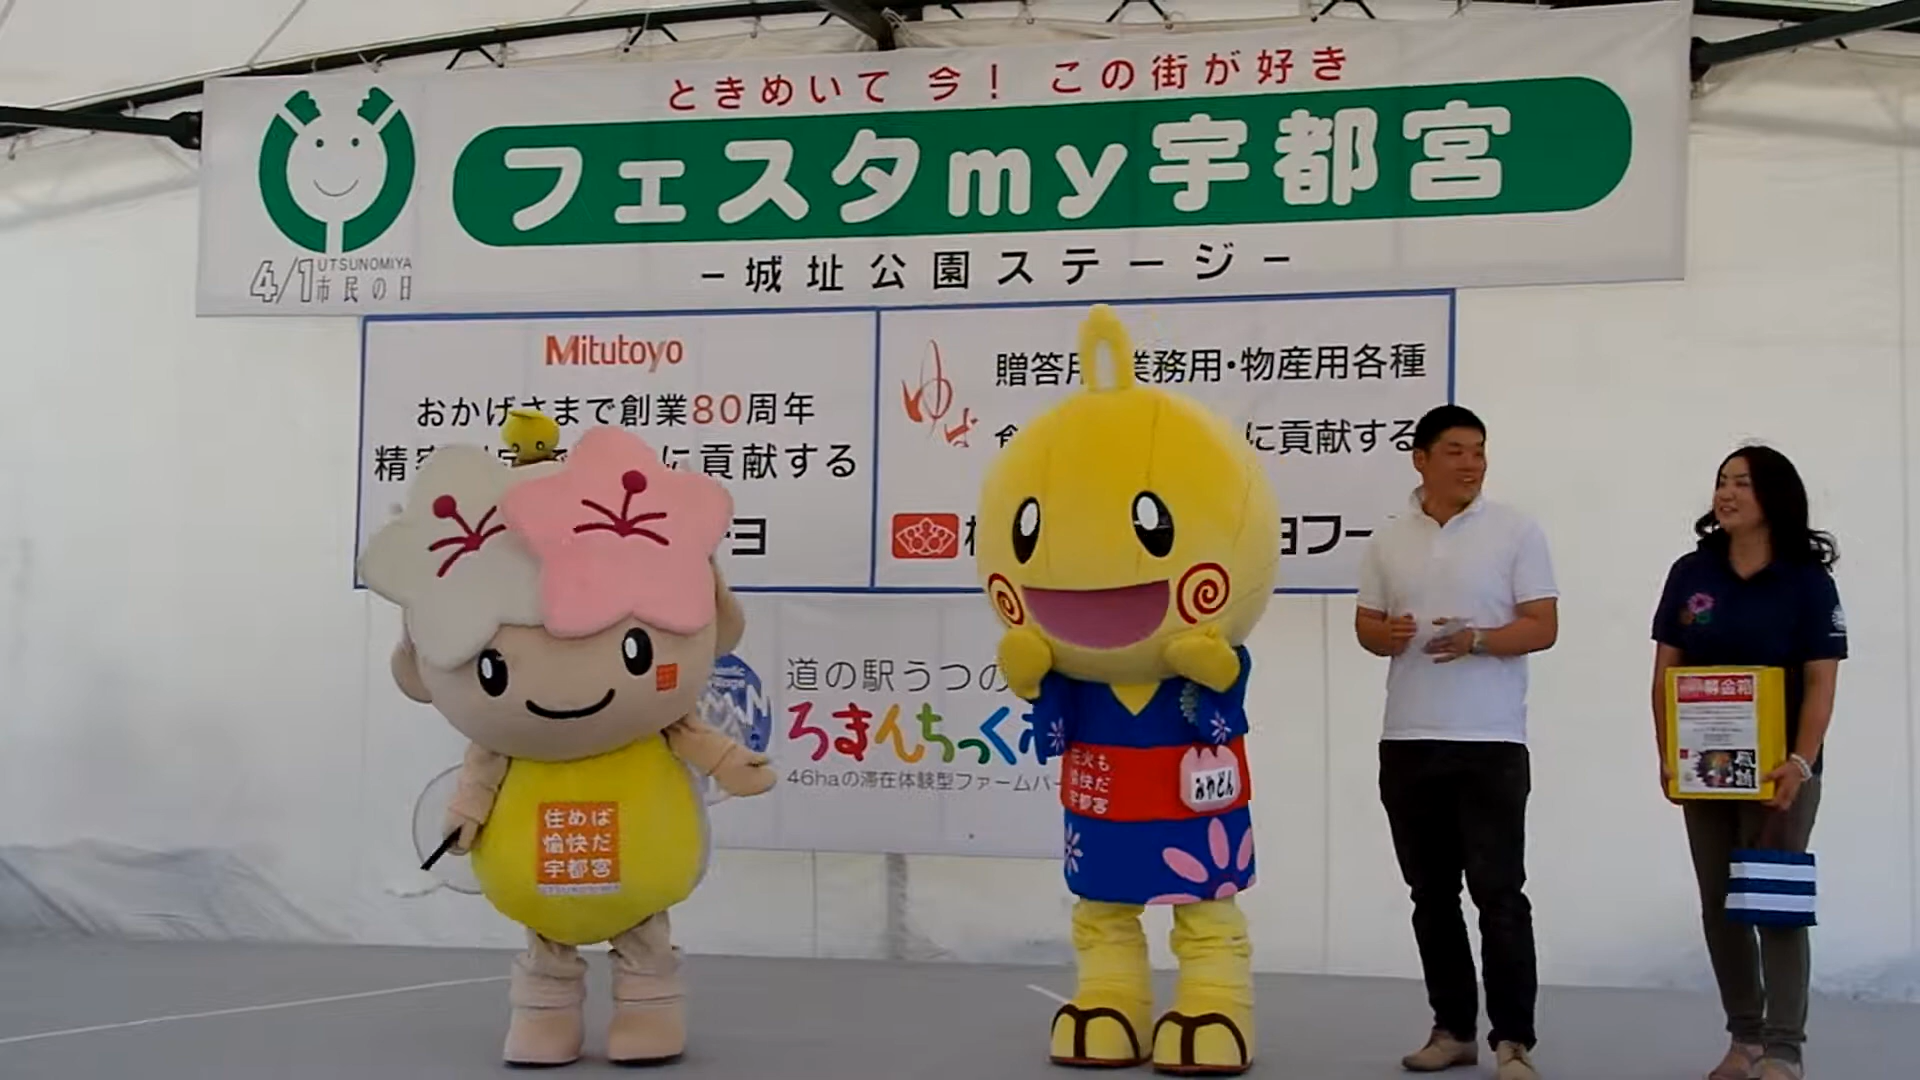 ときめいて 今！ この街が好き
フェスタmy宇都宮
－城址公園ステージ－
4/1 UTSUNOMIYA
市民の日
Mitutoyo
おかげさまで創業80周年
に貢献する
ーヨ
贈答用 業務用・物産用各種
に貢献する
ヨフー
道の駅うつの
ろまんちっく
46haの滞在体験型ファームパー
住めば
愉快だ
宇都宮
花火も
愉快だ
宇都宮
みやどん
募金箱